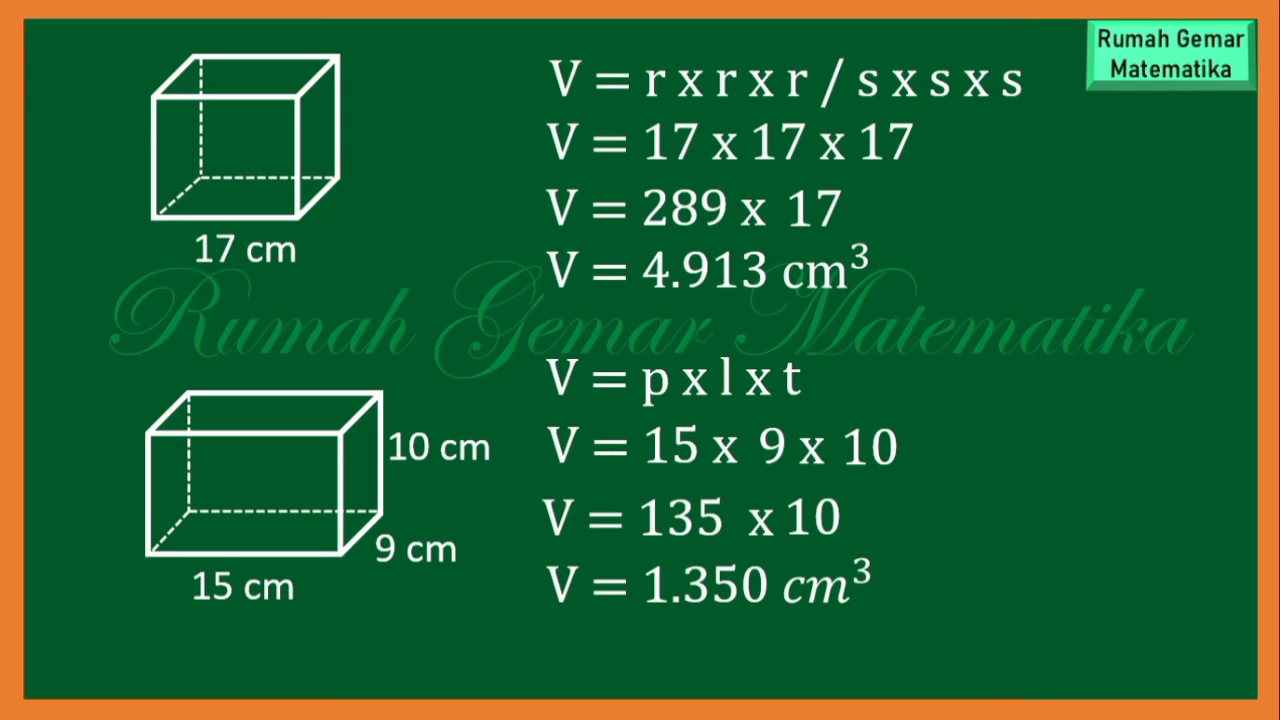 Rumah Gemar
Matematika
V = r x r x r / s x s x s
V = 17 x 17 x 17
V = 289 x 17
V = 4.913 cm³
17 cm
Rumah Gemar Matematika
V = p x l x t
V = 15 x 9 x 10
V = 135 x 10
V = 1.350 cm³
10 cm
9 cm
15 cm